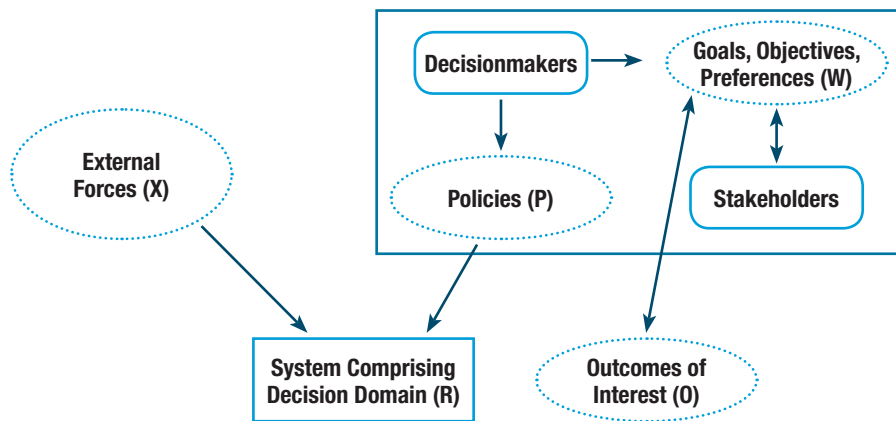 Decisionmakers
Goals, Objectives,
Preferences (W)
External
Forces (X)
Policies (P)
Stakeholders
System Comprising
Decision Domain (R)
Outcomes of
Interest (O)